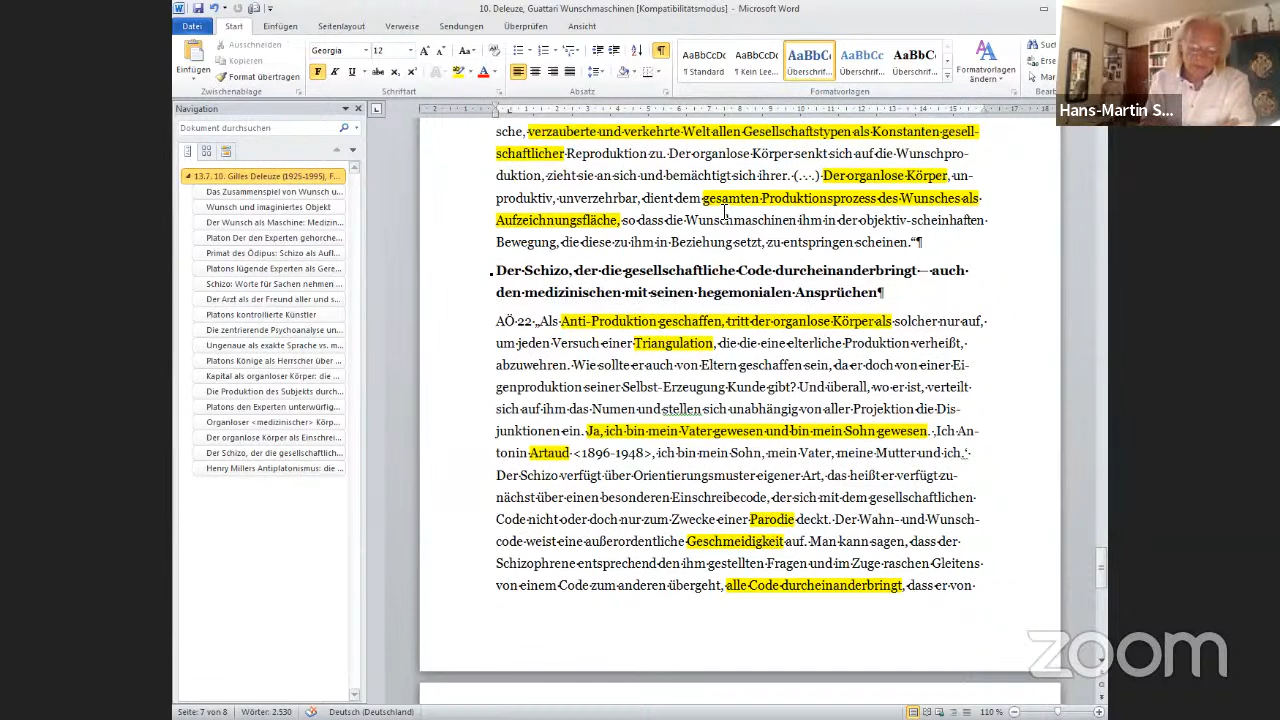 10. Deleuze, Guattari Wunschmaschinen [Kompatibilitätsmodus] - Microsoft Word
Datei Start Einfügen Seitenlayout Verweise Sendungen Überprüfen Ansicht
Einfügen
Ausschneiden
Kopieren
Format übertragen
Zwischenablage
Georgia 12
F K U abc
Schriftart
Absatz
AaBbCcDc AaBbCcDc AaBbC AaBbCc AaBbCc
¶ Standard ¶ Kein Lee... Überschrif... Überschrif... Überschrif...
Formatvorlagen
Formatvorlagen ändern
Suc
Erse
Mar
Bearbe
Hans-Martin S...
Navigation
Dokument durchsuchen
13.7. 10. Gilles Deleuze (1925-1995), F...
Das Zusammenspiel von Wunsch u...
Wunsch und imaginiertes Objekt
Der Wunsch als Maschine: Medizin...
Platon Der den Experten gehorche...
Primat des Ödipus: Schizo als Aufl...
Platons lügende Experten als Gere...
Schizo: Worte für Sachen nehmen ...
Der Arzt als der Freund aller und s...
Platons kontrollierte Künstler
Die zentrierende Psychoanalyse un...
Ungenaue als exakte Sprache vs. m...
Platons Könige als Herrscher über ...
Kapital als organloser Körper: die ...
Die Produktion des Subjekts durch...
Platons den Experten unterwürfig...
Organloser <medizinischer> Körp...
Der organlose Körper als Einschrei...
Der Schizo, der die gesellschaftlich...
Henry Millers Antiplatonismus: die ...
sche, verzauberte und verkehrte Welt allen Gesellschaftstypen als Konstanten gesell-
schaftlicher Reproduktion zu. Der organlose Körper senkt sich auf die Wunschpro-
duktion, zieht sie an sich und bemächtigt sich ihrer. (. . .) Der organlose Körper, un-
produktiv, unverzehrbar, dient dem gesamten Produktionsprozess des Wunsches als
Aufzeichnungsfläche, so dass die Wunschmaschinen ihm in der objektiv-scheinhaften
Bewegung, die diese zu ihm in Beziehung setzt, zu entspringen scheinen.“¶
Der Schizo, der die gesellschaftliche Code durcheinanderbringt – auch
den medizinischen mit seinen hegemonialen Ansprüchen¶
AÖ 22 „Als Anti-Produktion geschaffen, tritt der organlose Körper als solcher nur auf,
um jeden Versuch einer Triangulation, die die eine elterliche Produktion verheißt,
abzuwehren. Wie sollte er auch von Eltern geschaffen sein, da er doch von einer Ei-
genproduktion seiner Selbst-Erzeugung Kunde gibt? Und überall, wo er ist, verteilt
sich auf ihm das Numen und stellen sich unabhängig von aller Projektion die Dis-
junktionen ein. Ja, ich bin mein Vater gewesen und bin mein Sohn gewesen. ‚Ich An-
tonin Artaud <1896-1948>, ich bin mein Sohn, mein Vater, meine Mutter und ich.‘
Der Schizo verfügt über Orientierungsmuster eigener Art, das heißt er verfügt zu-
nächst über einen besonderen Einschreibecode, der sich mit dem gesellschaftlichen
Code nicht oder doch nur zum Zwecke einer Parodie deckt. Der Wahn- und Wunsch-
code weist eine außerordentliche Geschmeidigkeit auf. Man kann sagen, dass der
Schizophrene entsprechend den ihm gestellten Fragen und im Zuge raschen Gleitens
von einem Code zum anderen übergeht, alle Code durcheinanderbringt, dass er von
zoom
Seite: 7 von 8 Wörter: 2.530 Deutsch (Deutschland) 110 %